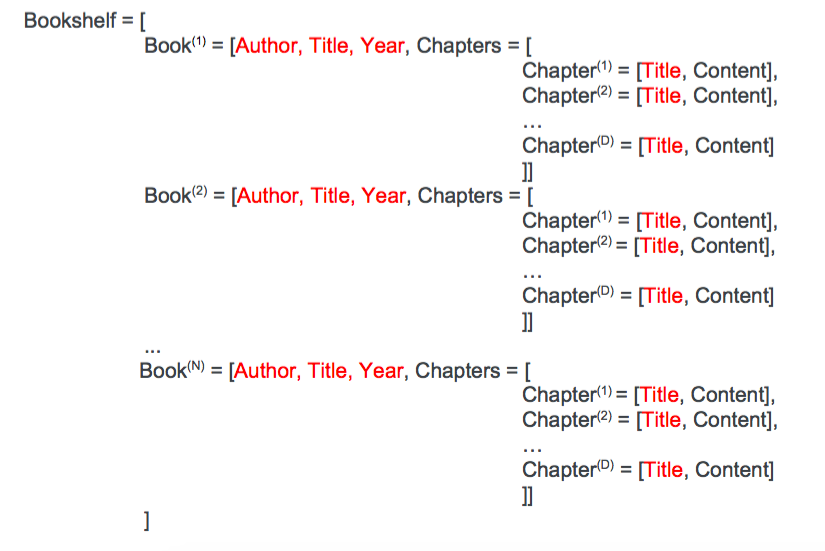 Bookshelf = [
Book(1) = [Author, Title, Year, Chapters = [
Chapter(1) = [Title, Content],
Chapter(2) = [Title, Content],
...
Chapter(D) = [Title, Content]
]]
Book(2) = [Author, Title, Year, Chapters = [
Chapter(1) = [Title, Content],
Chapter(2) = [Title, Content],
...
Chapter(D) = [Title, Content]
]]
...
Book(N) = [Author, Title, Year, Chapters = [
Chapter(1) = [Title, Content],
Chapter(2) = [Title, Content],
...
Chapter(D) = [Title, Content]
]]
]